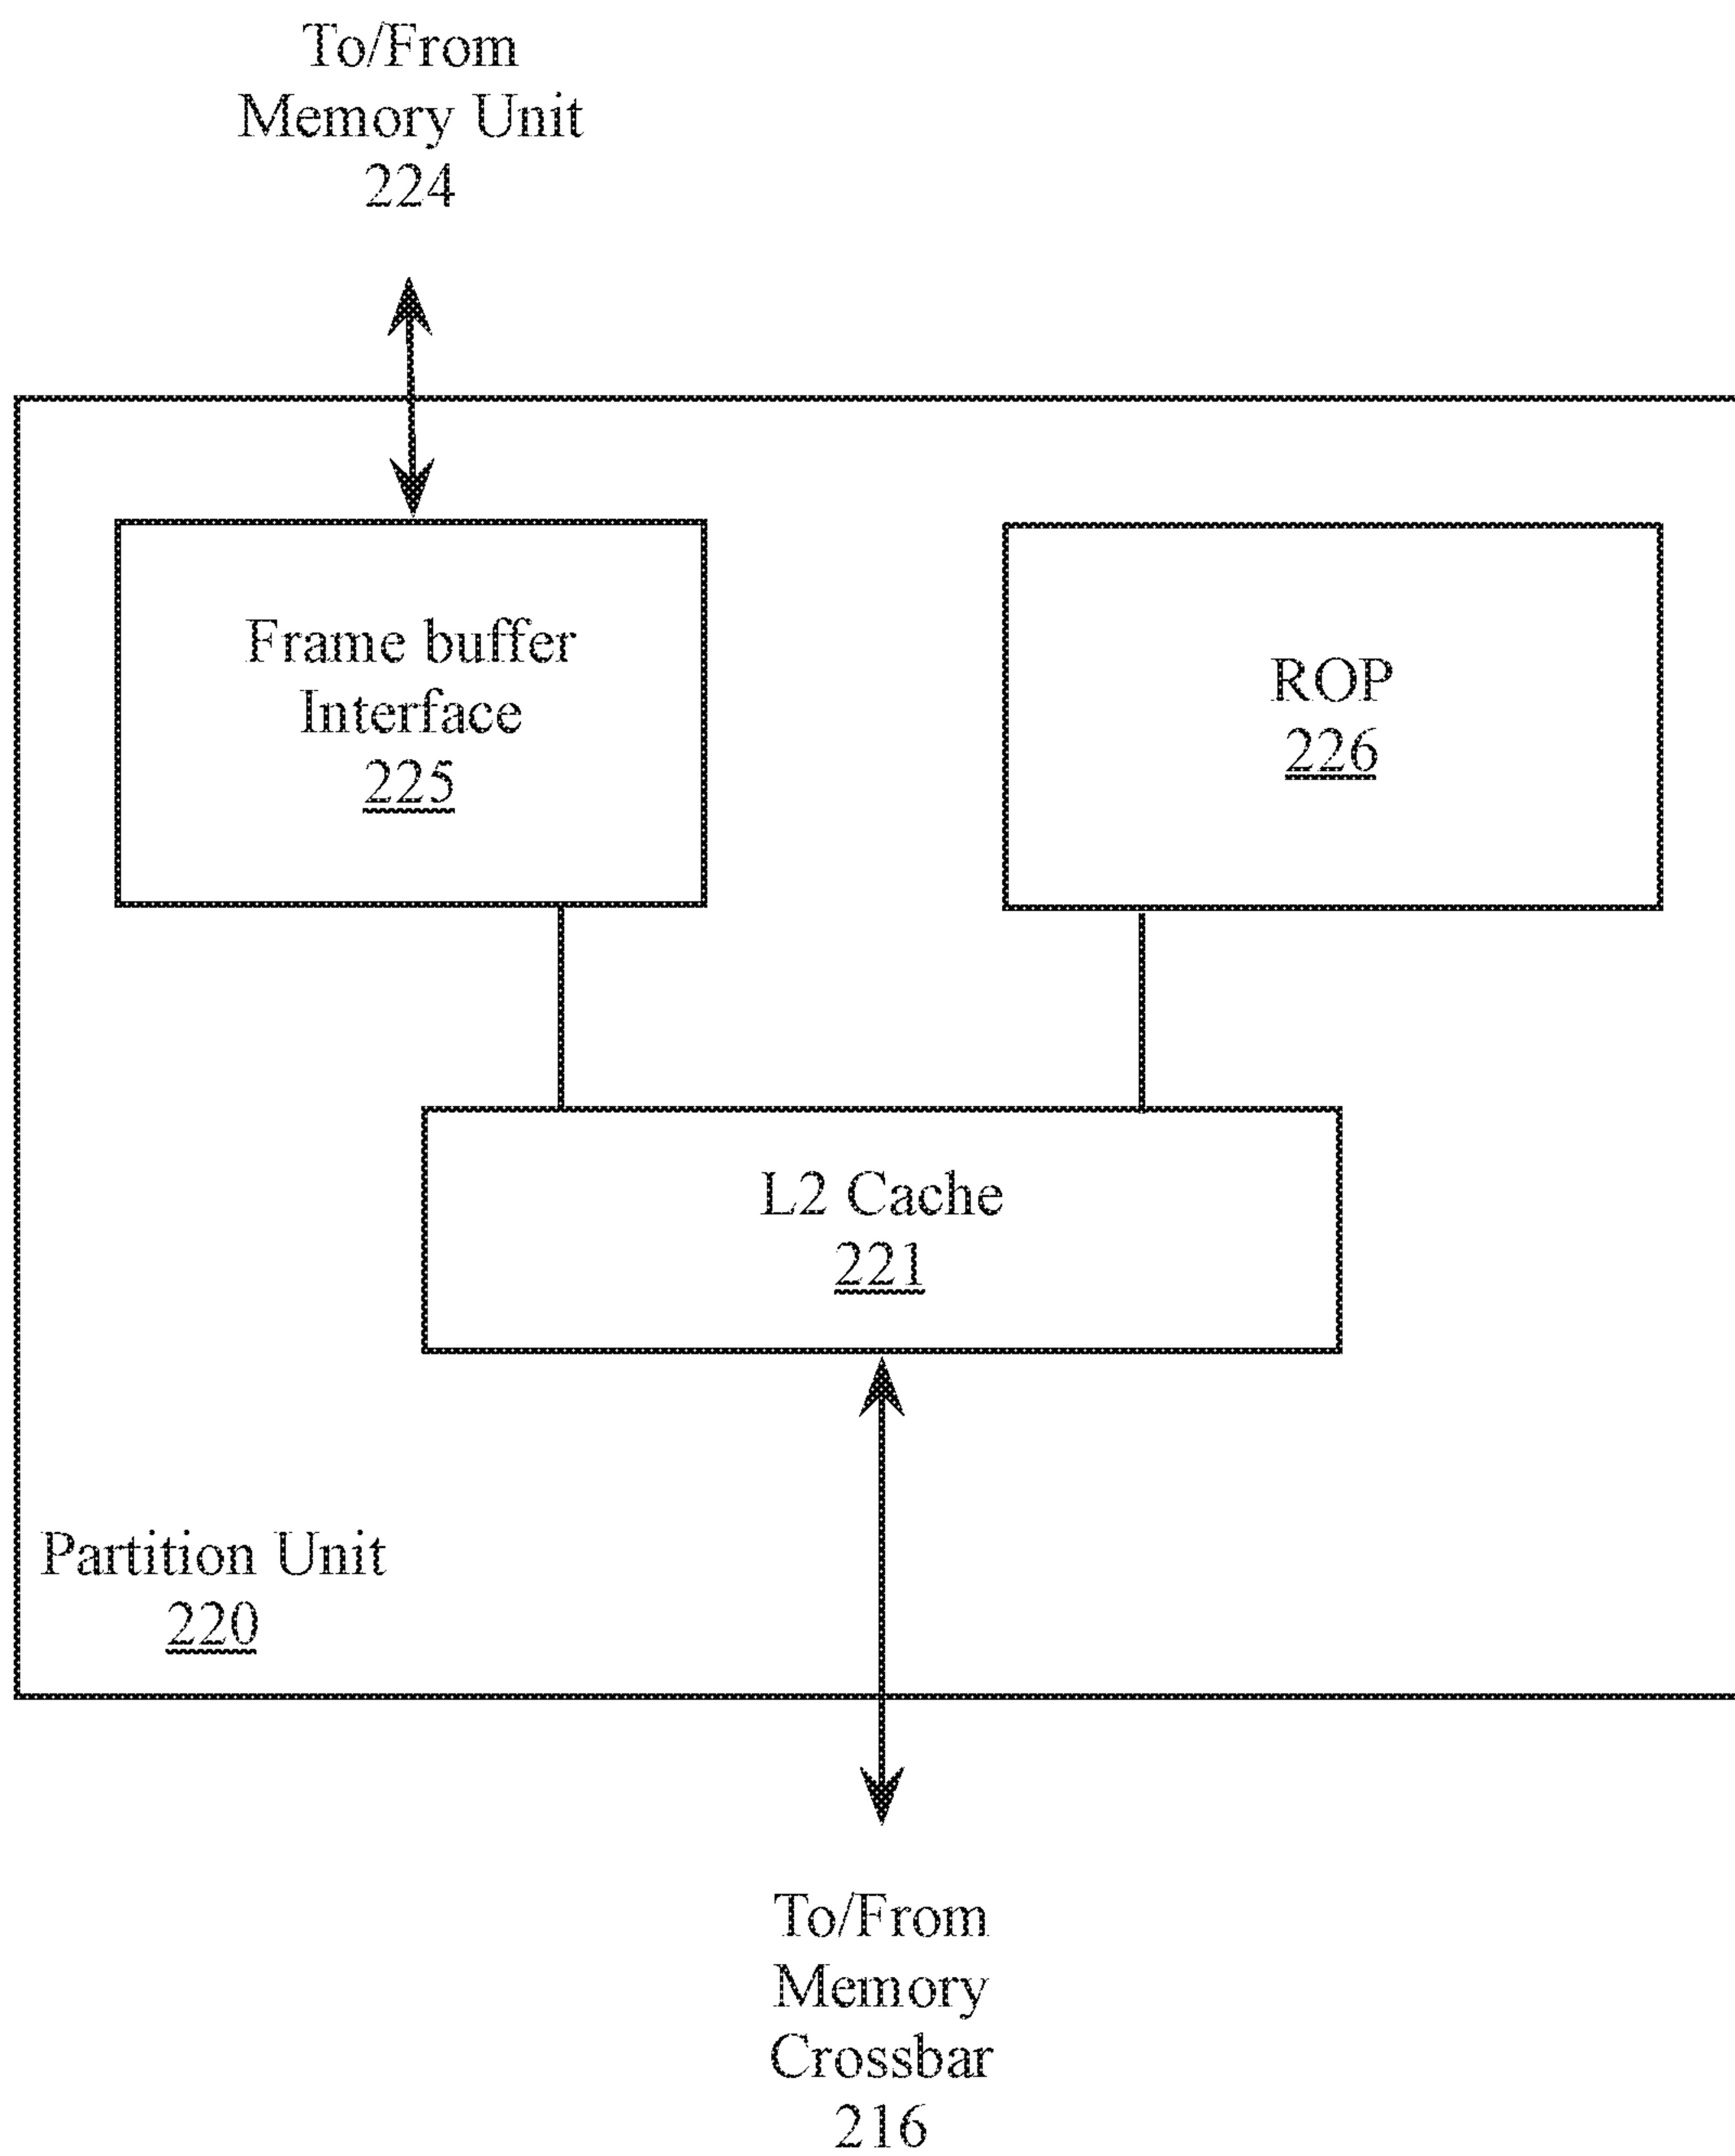 To/From
Memory Unit
224
Frame buffer
Interface
225
ROP
226
L2 Cache
221
Partition Unit
220
To/From
Memory
Crossbar
216